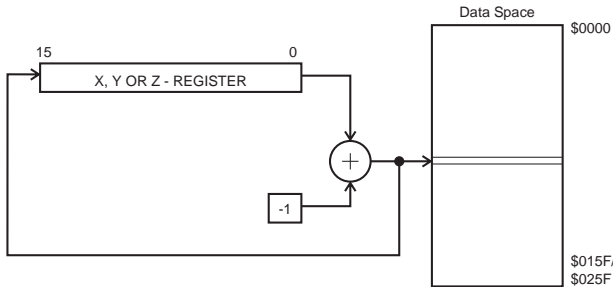 Data Space
$0000
15 0
X, Y OR Z - REGISTER
+
-1
$015F/
$025F